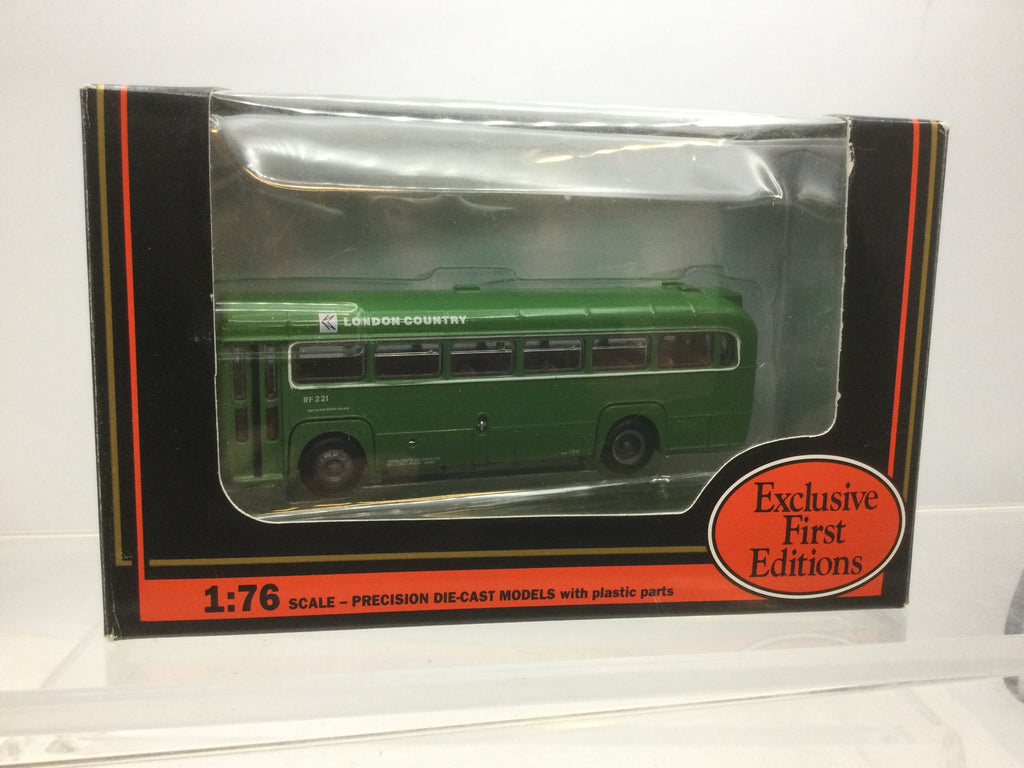 LONDON COUNTRY
RF 221
Exclusive
First
Editions
1:76 SCALE – PRECISION DIE-CAST MODELS with plastic parts